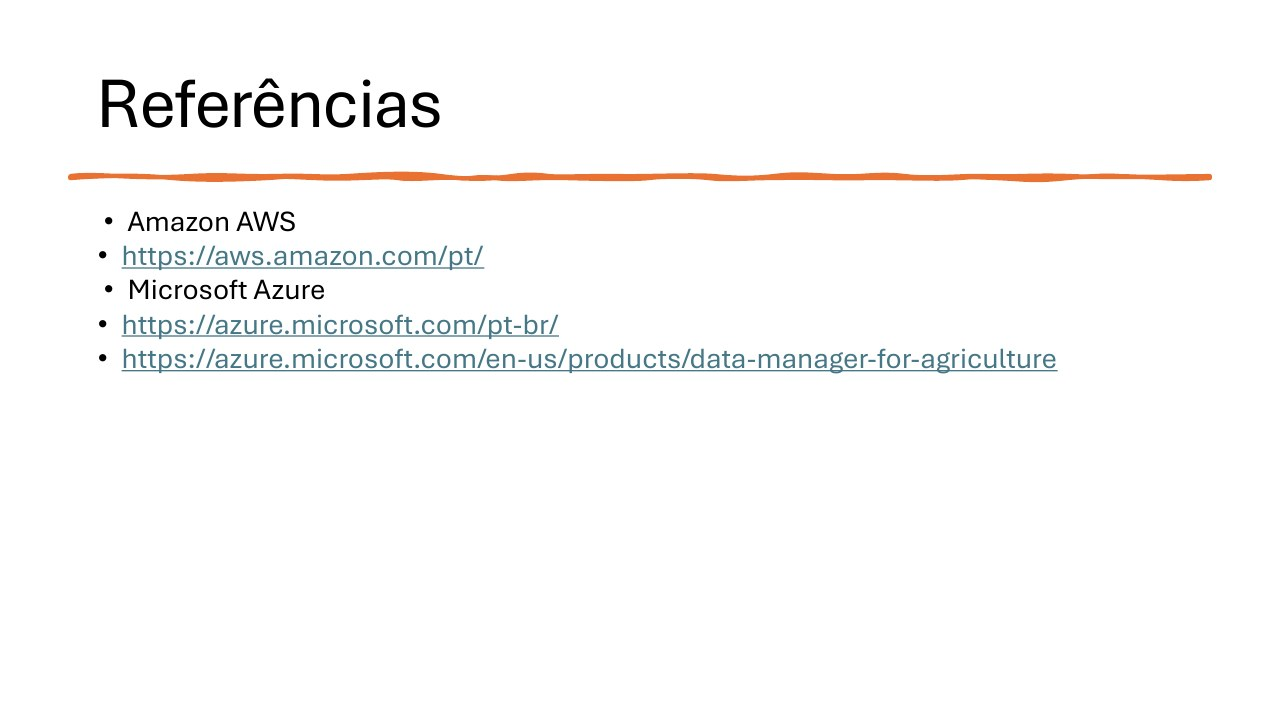 Referências
• Amazon AWS
• https://aws.amazon.com/pt/
• Microsoft Azure
• https://azure.microsoft.com/pt-br/
• https://azure.microsoft.com/en-us/products/data-manager-for-agriculture